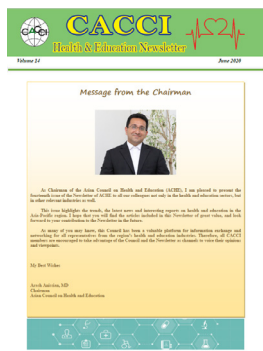 CACCI
CACCI
Health & Education Newsletter
Volume 24
June 2020
Message from the Chairman
As Chairman of the Asian Council on Health and Education (ACHE), I am pleased to present the
fourteenth issue of the Newsletter of ACHE to all our colleagues not only in the health and education sectors, but
in other relevant industries as well.
This issue highlights the trends, the latest news and interesting reports on health and education in the
Asia-Pacific region. I hope that you will find the articles included in this Newsletter of great value, and look
forward to your contribution to the Newsletter in the future.
As many of you may know, this Council has been a valuable platform for information exchange and
networking for all representatives from the region's health and education industries. Therefore, all CACCI
members are encouraged to take advantage of the Council and the Newsletter as channels to voice their opinions
and viewpoints.
My Best Wishes
MD
Chairman
Asian Council on Health and Education